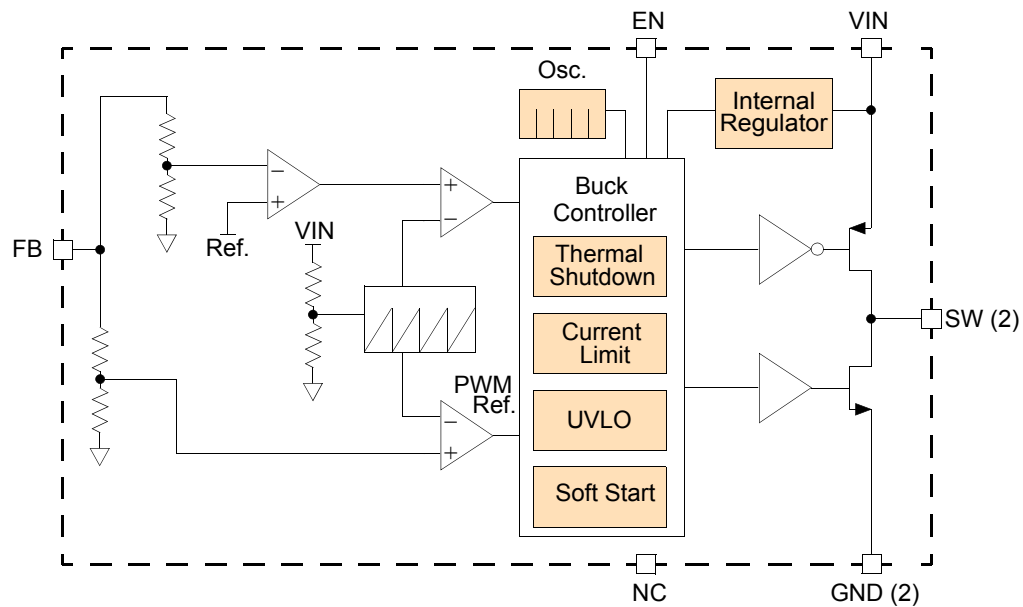 EN
VIN
Osc.
Internal
Regulator
Buck
Controller
Ref.
VIN
FB
Thermal
Shutdown
Current
Limit
SW (2)
PWM
Ref.
UVLO
Soft Start
NC
GND (2)